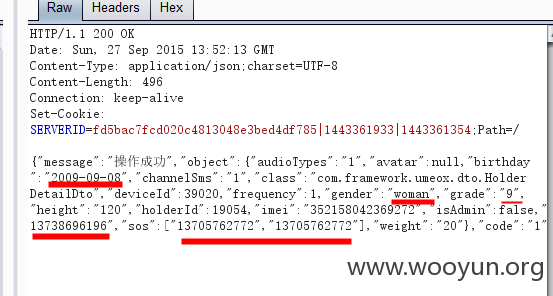 Raw Headers Hex
HTTP/1.1 200 OK
Date: Sun, 27 Sep 2015 13:52:13 GMT
Content-Type: application/json;charset=UTF-8
Content-Length: 496
Connection: keep-alive
Set-Cookie:
SERVERID=fd5bac7fcd020c4813048e3bed4df785|1443361933|1443361354;Path=/
{"message":"操作成功","object":{"audioTypes":"1","avatar":null,"birthday
":"2009-09-08","channelSms":"1","class":"com.framework.umeox.dto.Holder
DetailDto","deviceId":39020,"frequency":1,"gender":"woman","grade":"9",
"height":"120","holderId":19054,"imei":"352158042369272","isAdmin":false,"
13738696196","sos":["13705762772","13705762772"],"weight":"20"},"code":"1"
www.wooyun.org